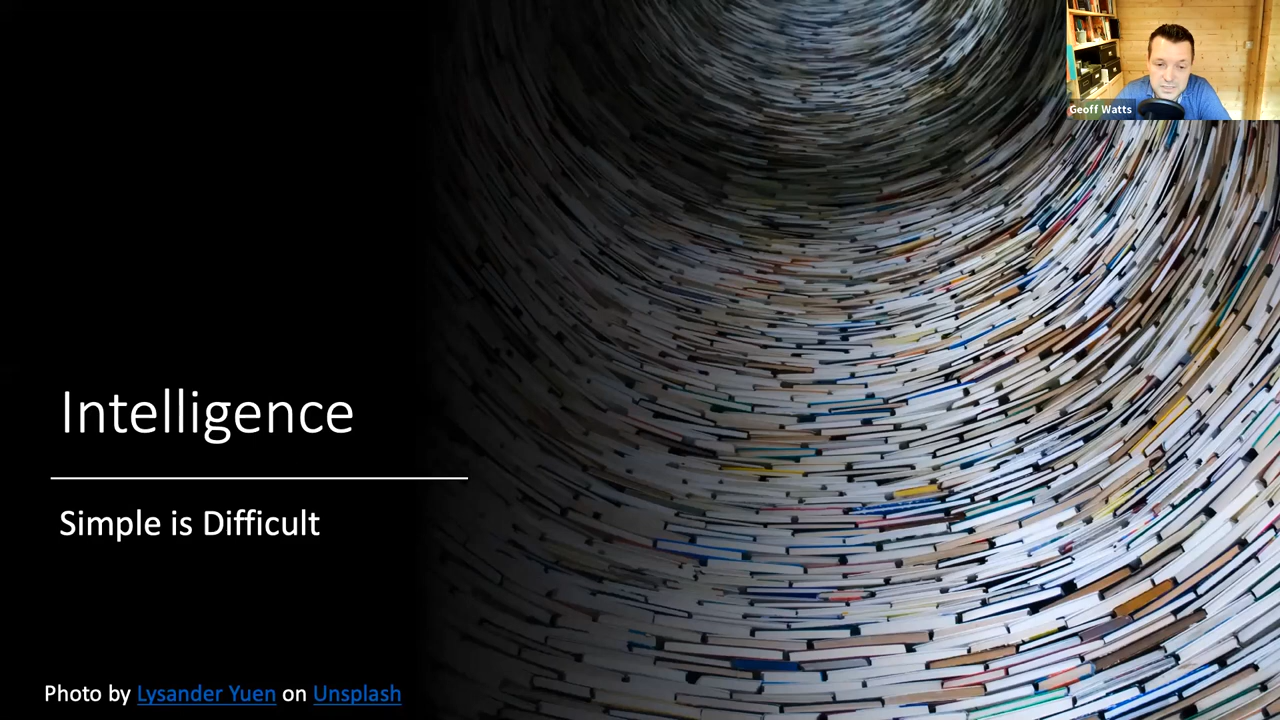 Geoff Watts
Intelligence
Simple is Difficult
Photo by Lysander Yuen on Unsplash